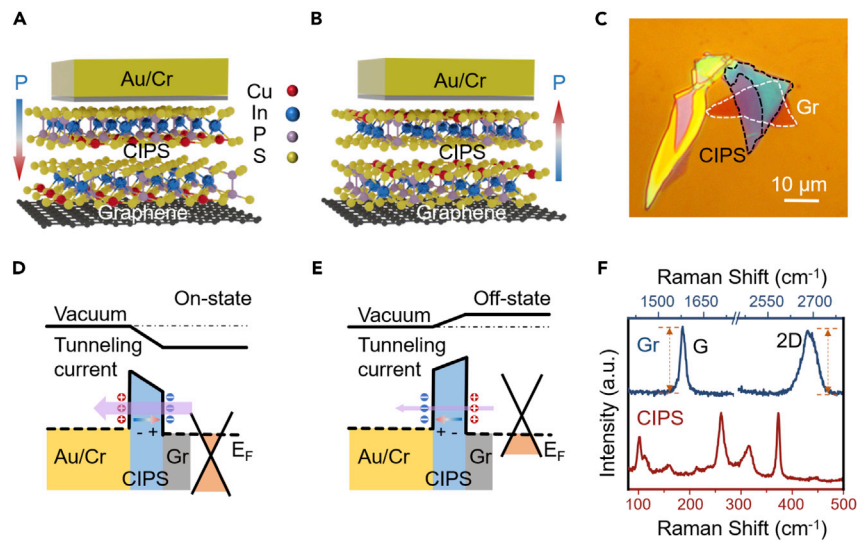 A
P
Au/Cr
CIPS
Graphene
Cu
In
P
S
B
Au/Cr
CIPS
Graphene
P
C
Gr
CIPS
10 μm
D
On-state
Vacuum
Tunneling
current
- +
Au/Cr
Gr
E_F
CIPS
E
Off-state
Vacuum
Tunneling
current
+ -
Au/Cr
Gr
E_F
CIPS
F
Raman Shift (cm⁻¹)
1500 1650 2550 2700
Gr
G
2D
CIPS
Intensity (a.u.)
100 200 300 400 500
Raman Shift (cm⁻¹)